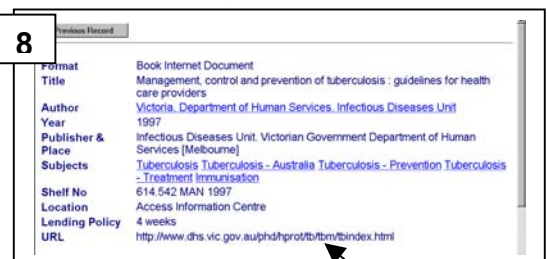 8
Previous Record
Format Book Internet Document
Title Management, control and prevention of tuberculosis : guidelines for health
care providers
Author Victoria. Department of Human Services. Infectious Diseases Unit
Year 1997
Publisher & Infectious Diseases Unit. Victorian Government Department of Human
Place Services [Melbourne]
Subjects Tuberculosis Tuberculosis - Australia Tuberculosis - Prevention Tuberculosis
- Treatment Immunisation
Shelf No 614.542 MAN 1997
Location Access Information Centre
Lending Policy 4 weeks
URL http://www.dhs.vic.gov.au/phd/hprot/tb/tbm/tbindex.html